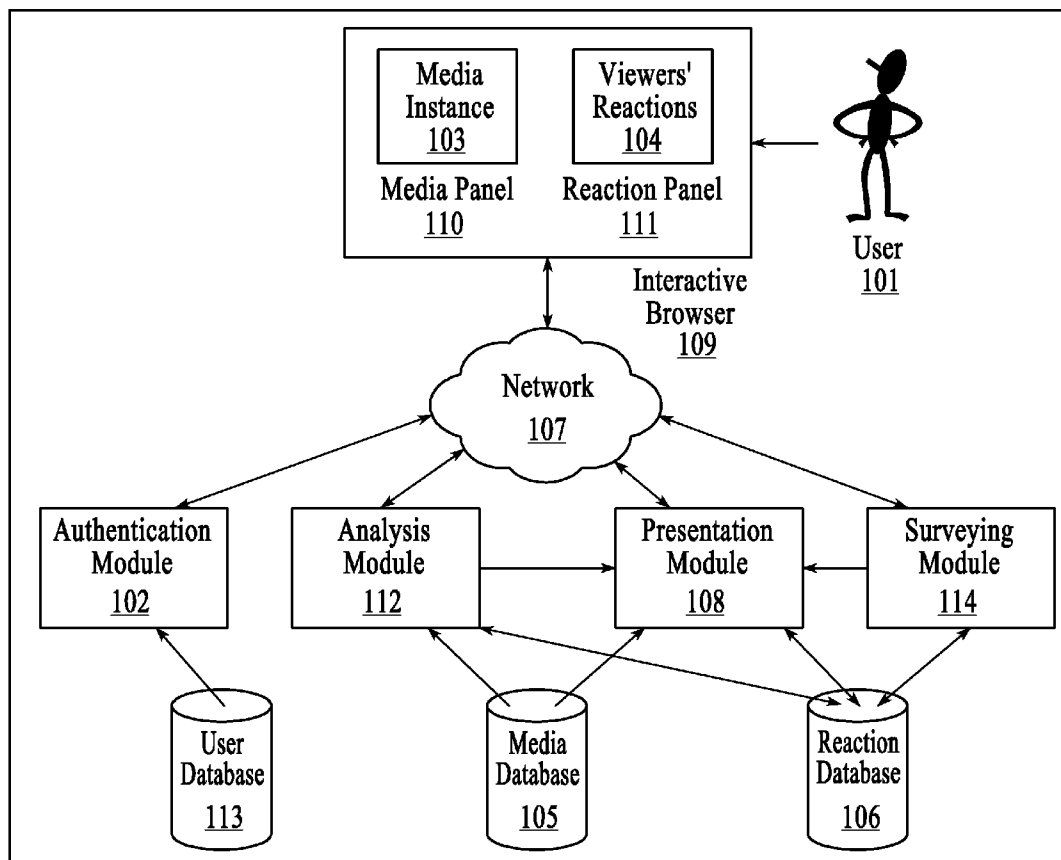 Media
Instance
103
Viewers'
Reactions
104
Media Panel
110
Reaction Panel
111
User
101
Interactive
Browser
109
Network
107
Authentication
Module
102
Analysis
Module
112
Presentation
Module
108
Surveying
Module
114
User
Database
113
Media
Database
105
Reaction
Database
106